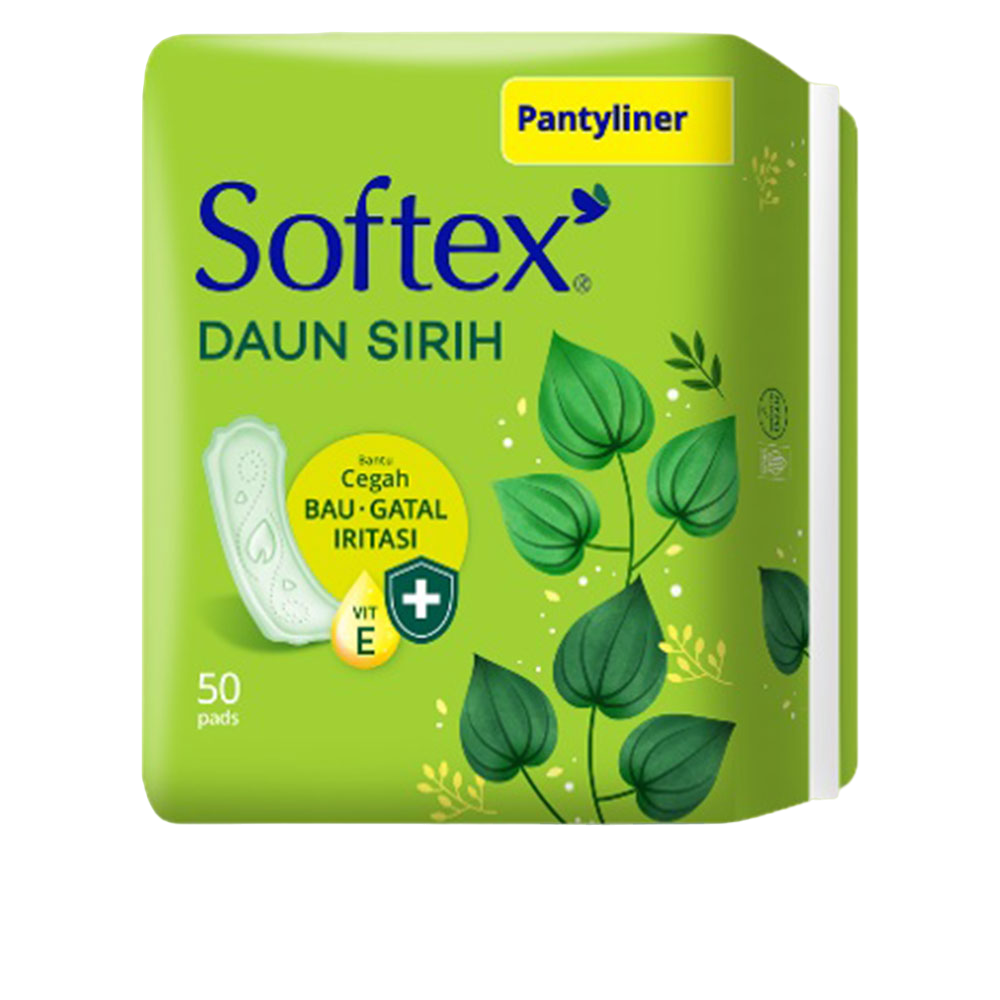 Pantyliner
Softex®
DAUN SIRIH
Bantu
Cegah
BAU · GATAL
IRITASI
VIT
E
50
pads